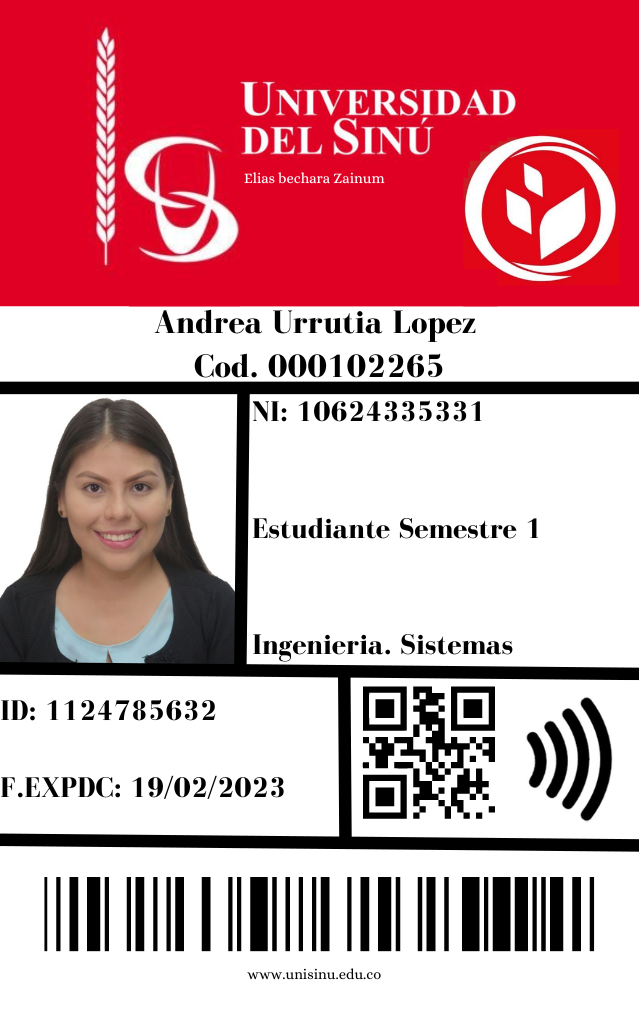 UNIVERSIDAD
DEL SINÚ
Elias bechara Zainum
Andrea Urrutia Lopez
Cod. 000102265
NI: 10624335331
Estudiante Semestre 1
Ingenieria. Sistemas
ID: 1124785632
F.EXPDC: 19/02/2023
www.unisinu.edu.co